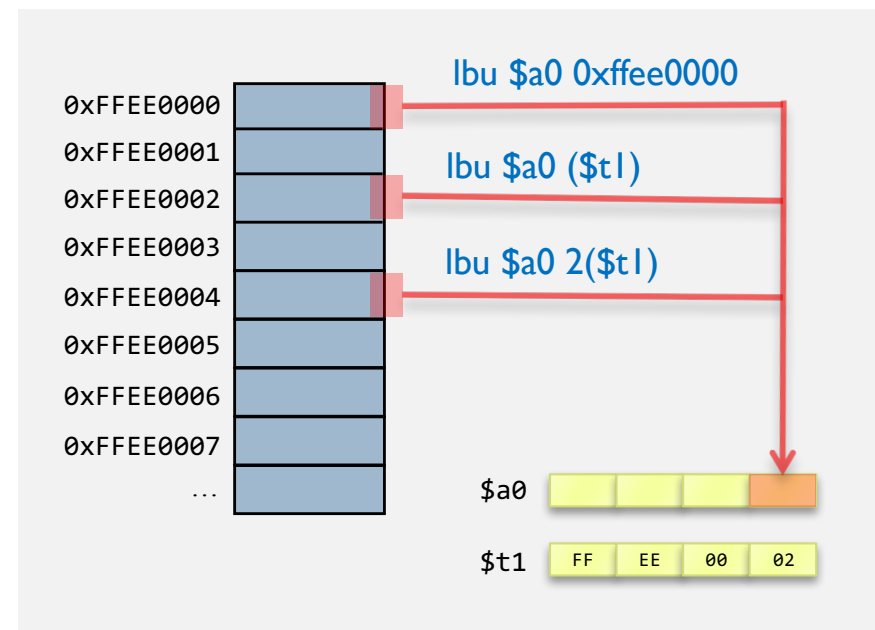 lbu $a0 0xffee0000
0xFFEE0000
0xFFEE0001
lbu $a0 ($t1)
0xFFEE0002
0xFFEE0003
lbu $a0 2($t1)
0xFFEE0004
0xFFEE0005
0xFFEE0006
0xFFEE0007
...
$a0
$t1 FF EE 00 02